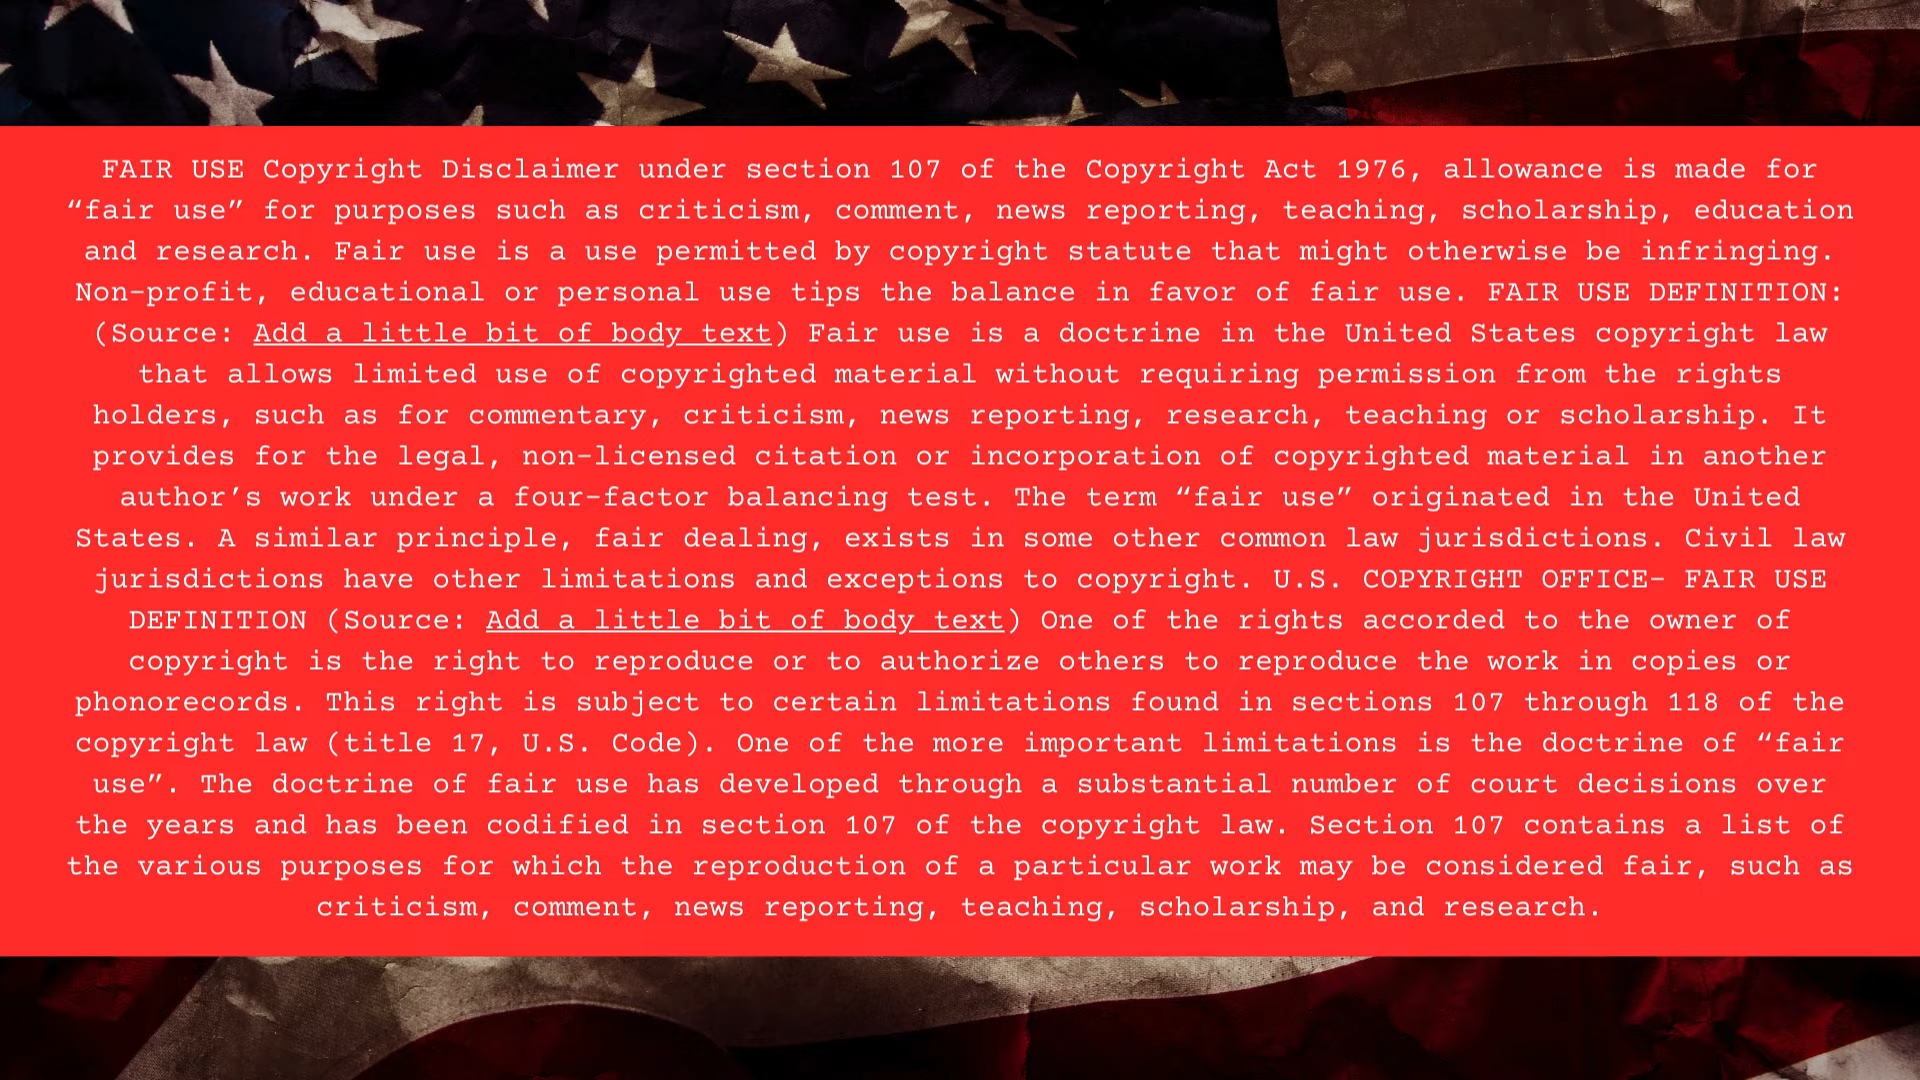 FAIR USE Copyright Disclaimer under section 107 of the Copyright Act 1976, allowance is made for
“fair use” for purposes such as criticism, comment, news reporting, teaching, scholarship, education
and research. Fair use is a use permitted by copyright statute that might otherwise be infringing.
Non-profit, educational or personal use tips the balance in favor of fair use. FAIR USE DEFINITION:
(Source: Add a little bit of body text) Fair use is a doctrine in the United States copyright law
that allows limited use of copyrighted material without requiring permission from the rights
holders, such as for commentary, criticism, news reporting, research, teaching or scholarship. It
provides for the legal, non-licensed citation or incorporation of copyrighted material in another
author’s work under a four-factor balancing test. The term “fair use” originated in the United
States. A similar principle, fair dealing, exists in some other common law jurisdictions. Civil law
jurisdictions have other limitations and exceptions to copyright. U.S. COPYRIGHT OFFICE- FAIR USE
DEFINITION (Source: Add a little bit of body text) One of the rights accorded to the owner of
copyright is the right to reproduce or to authorize others to reproduce the work in copies or
phonorecords. This right is subject to certain limitations found in sections 107 through 118 of the
copyright law (title 17, U.S. Code). One of the more important limitations is the doctrine of “fair
use”. The doctrine of fair use has developed through a substantial number of court decisions over
the years and has been codified in section 107 of the copyright law. Section 107 contains a list of
the various purposes for which the reproduction of a particular work may be considered fair, such as
criticism, comment, news reporting, teaching, scholarship, and research.